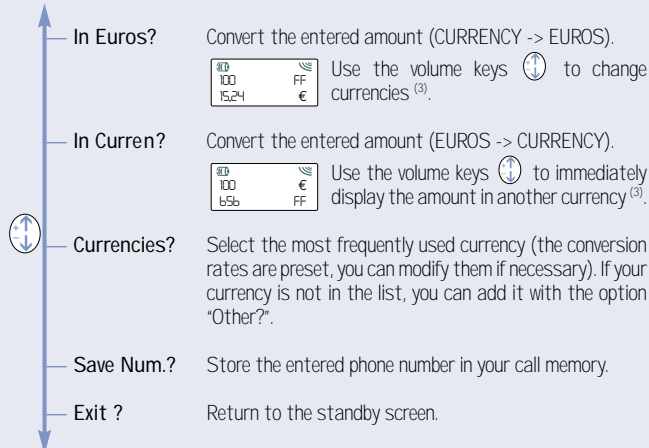 In Euros? Convert the entered amount (CURRENCY -> EUROS).
100 FF
15,24 €
Use the volume keys + - to change
currencies (3).
In Curren? Convert the entered amount (EUROS -> CURRENCY).
100 €
656 FF
Use the volume keys + - to immediately
display the amount in another currency (3).
+ -
Currencies? Select the most frequently used currency (the conversion
rates are preset, you can modify them if necessary). If your
currency is not in the list, you can add it with the option
"Other?".
Save Num.? Store the entered phone number in your call memory.
Exit ? Return to the standby screen.